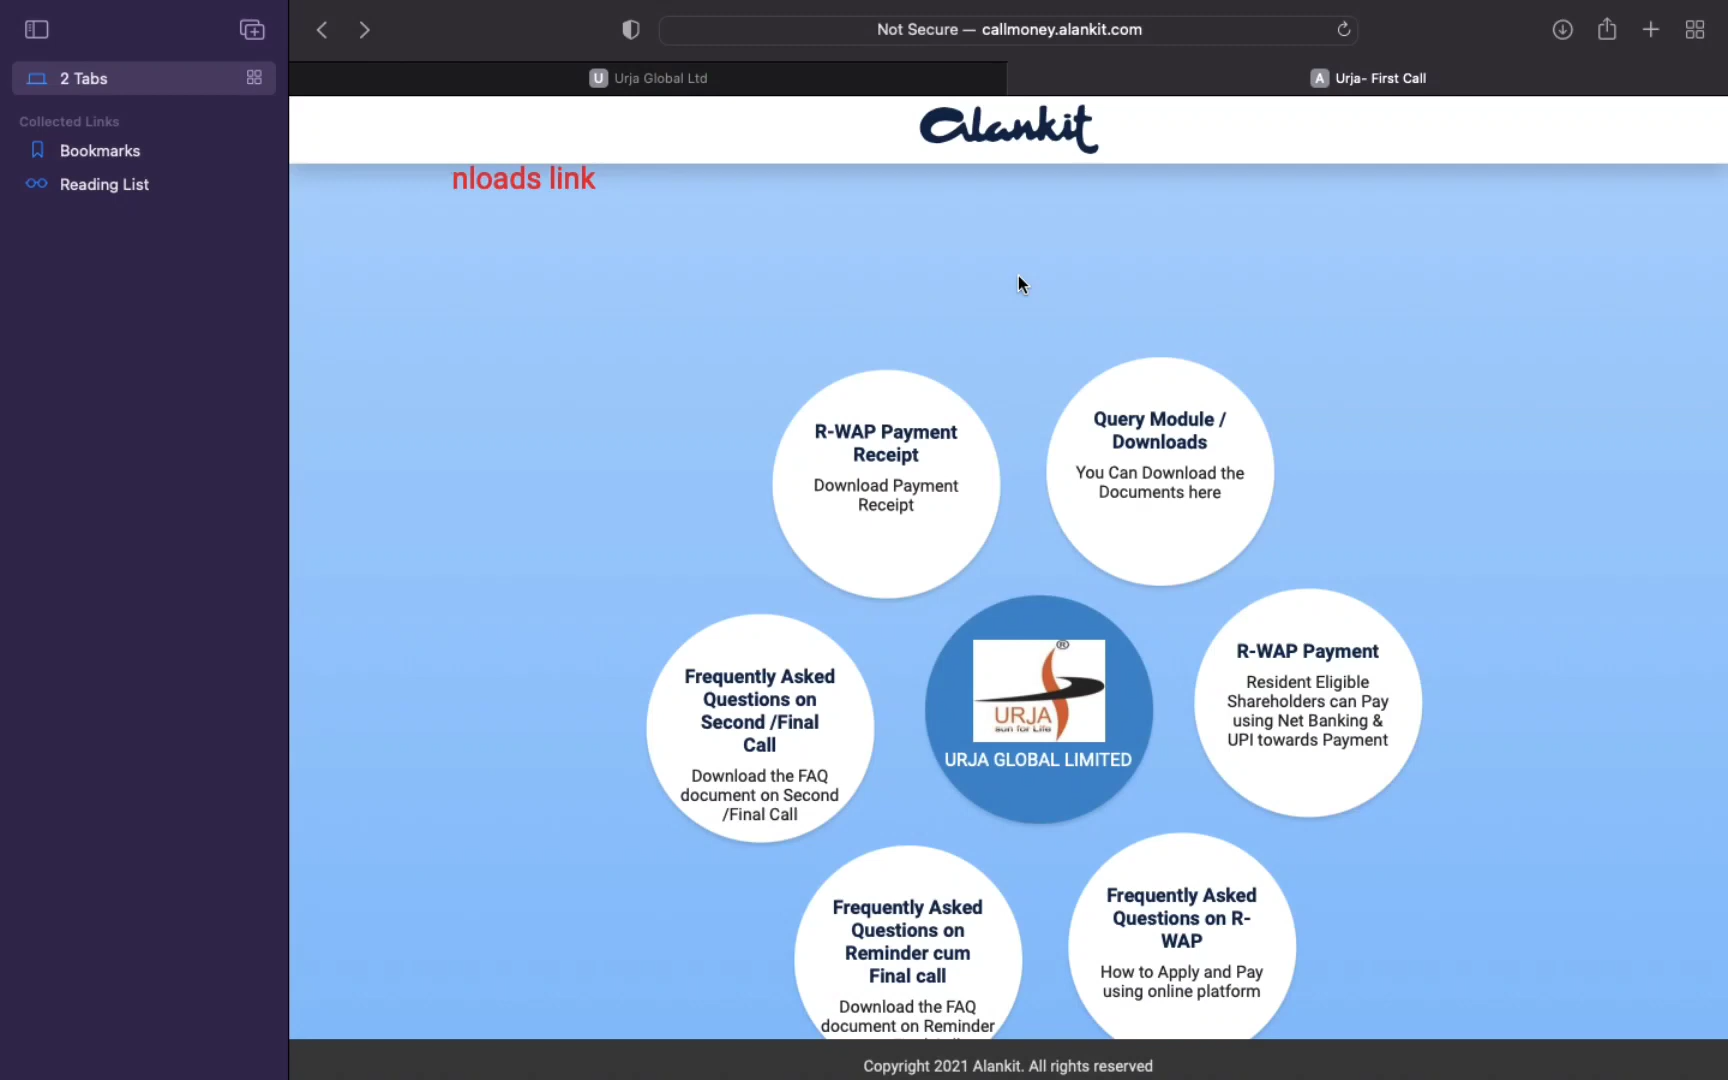 2 Tabs
Collected Links
Bookmarks
Reading List
Not Secure — callmoney.alankit.com
U Urja Global Ltd
A Urja- First Call
alankit
nloads link
R-WAP Payment
Receipt
Download Payment
Receipt
Query Module /
Downloads
You Can Download the
Documents here
Frequently Asked
Questions on
Second /Final
Call
Download the FAQ
document on Second
/Final Call
®
URJA
sun for Life
URJA GLOBAL LIMITED
R-WAP Payment
Resident Eligible
Shareholders can Pay
using Net Banking &
UPI towards Payment
Frequently Asked
Questions on
Reminder cum
Final call
Download the FAQ
document on Reminder
Frequently Asked
Questions on R-
WAP
How to Apply and Pay
using online platform
Copyright 2021 Alankit. All rights reserved